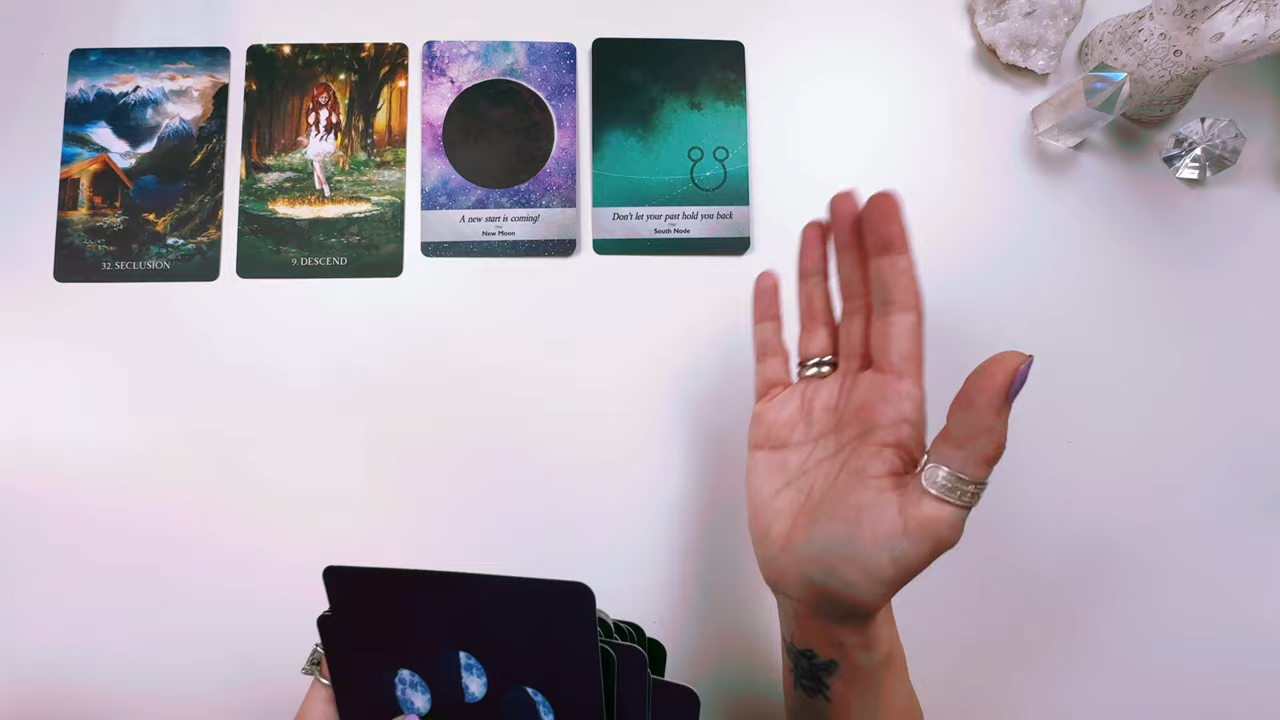 32. SECLUSION
9. DESCEND
A new start is coming!
New Moon
Don't let your past hold you back
South Node